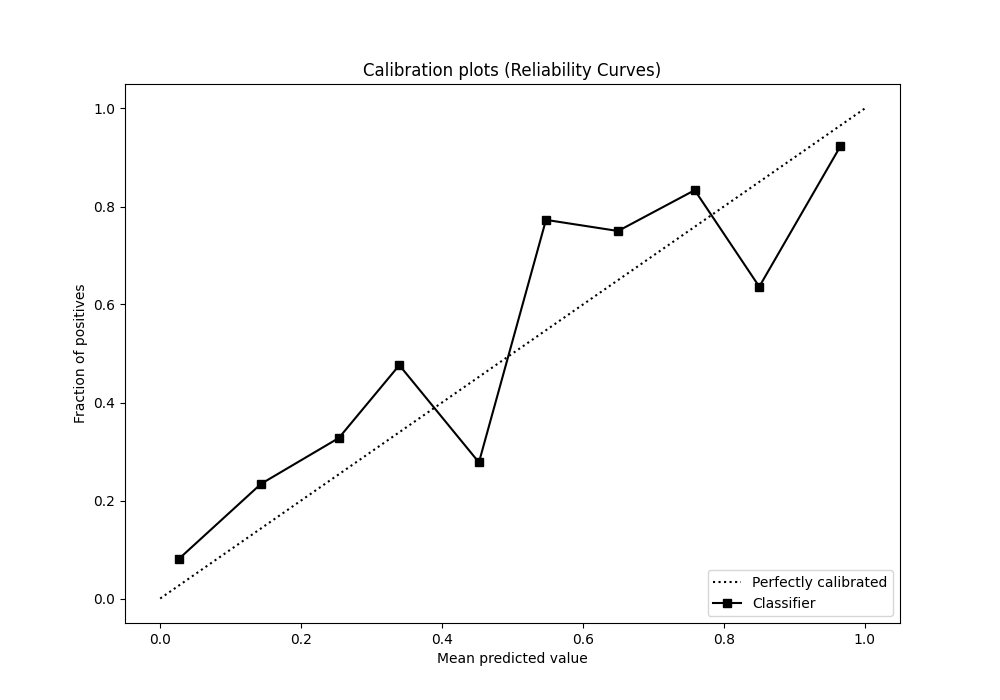 Calibration plots (Reliability Curves)
1.0
0.8
0.6
0.4
0.2
0.0
Fraction of positives
0.0 0.2 0.4 0.6 0.8 1.0
Mean predicted value
Perfectly calibrated
Classifier